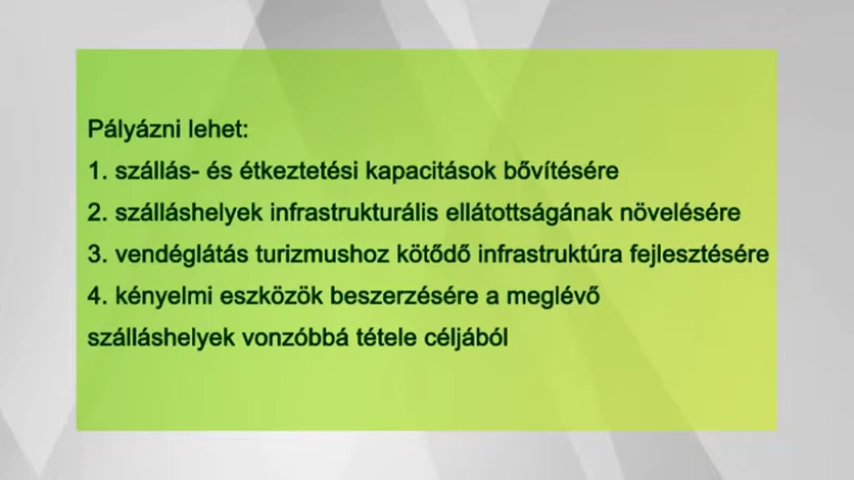 Pályázni lehet:
1. szállás- és étkeztetési kapacitások bővítésére
2. szálláshelyek infrastrukturális ellátottságának növelésére
3. vendéglátás turizmushoz kötődő infrastruktúra fejlesztésére
4. kényelmi eszközök beszerzésére a meglévő
szálláshelyek vonzóbbá tétele céljából